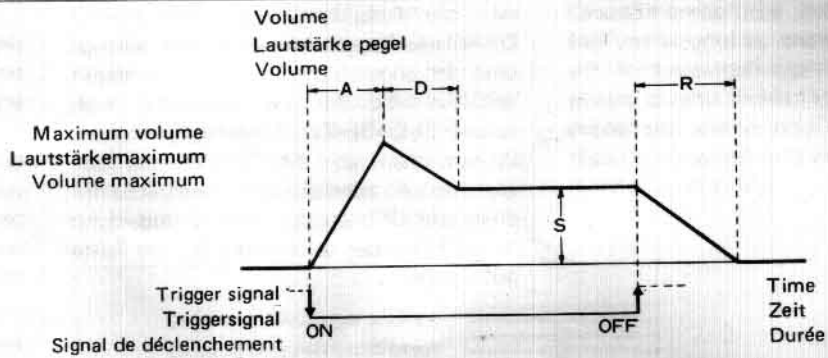 Volume
Lautstärke pegel
Volume
A
D
R
Maximum volume
Lautstärkemaximum
Volume maximum
S
Trigger signal
Triggersignal
Signal de déclenchement
ON
OFF
Time
Zeit
Durée